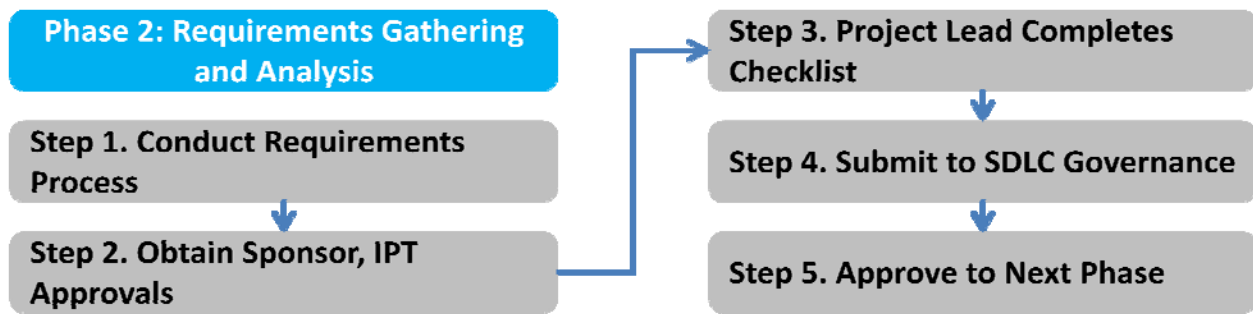 Phase 2: Requirements Gathering
and Analysis
Step 1. Conduct Requirements
Process
Step 2. Obtain Sponsor, IPT
Approvals
Step 3. Project Lead Completes
Checklist
Step 4. Submit to SDLC Governance
Step 5. Approve to Next Phase